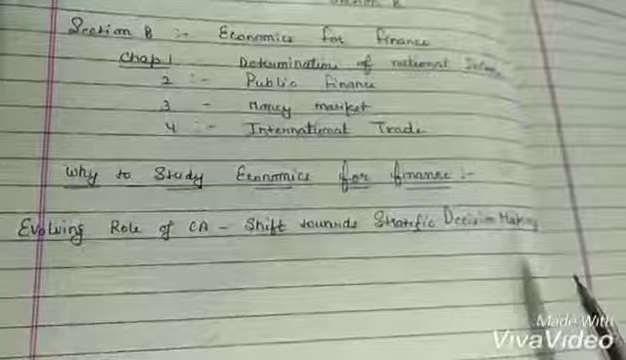 Section B :- Economics for finance
Chap 1 - Determination of national Income
2 :- Public finance
3 - Money market
4 :- International Trade
Why to Study Economics for finance :-
Evolving Role of CA - Shift towards Stratific Decision Making
Made With
VivaVideo